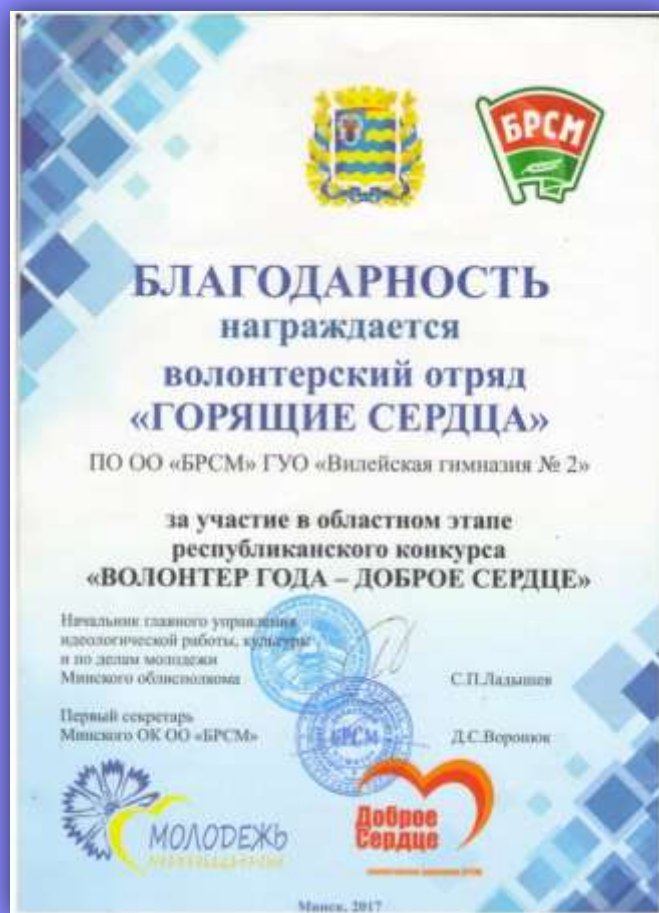 БРСМ
БЛАГОДАРНОСТЬ
награждается
волонтерский отряд
«ГОРЯЩИЕ СЕРДЦА»
ПО ОО «БРСМ» ГУО «Вилейская гимназия № 2»
за участие в областном этапе
республиканского конкурса
«ВОЛОНТЕР ГОДА – ДОБРОЕ СЕРДЦЕ»
Начальник главного управления
идеологической работы, культуры
и по делам молодежи
Минского облисполкома С.П.Ладышев
Первый секретарь
Минского ОК ОО «БРСМ» Д.С.Воронюк
БРСМ
МОЛОДЕЖЬ
Доброе
Сердце
Минск, 2017